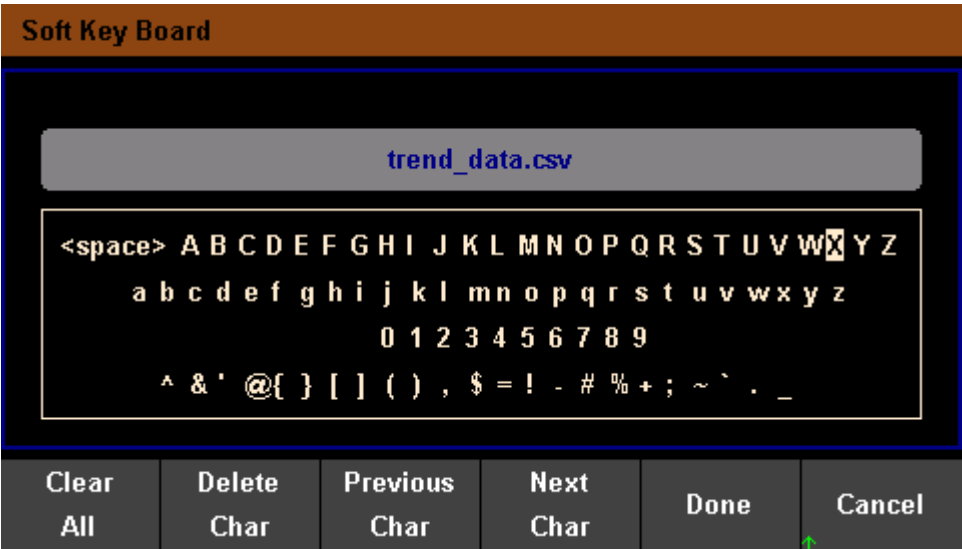 Soft Key Board
trend_data.csv
<space> A B C D E F G H I J K L M N O P Q R S T U V W X Y Z
a b c d e f g h i j k l m n o p q r s t u v w x y z
0 1 2 3 4 5 6 7 8 9
^ & ' @ { } [ ] ( ) , $ = ! - # % + ; ~ ` . _
Clear All
Delete Char
Previous Char
Next Char
Done
Cancel